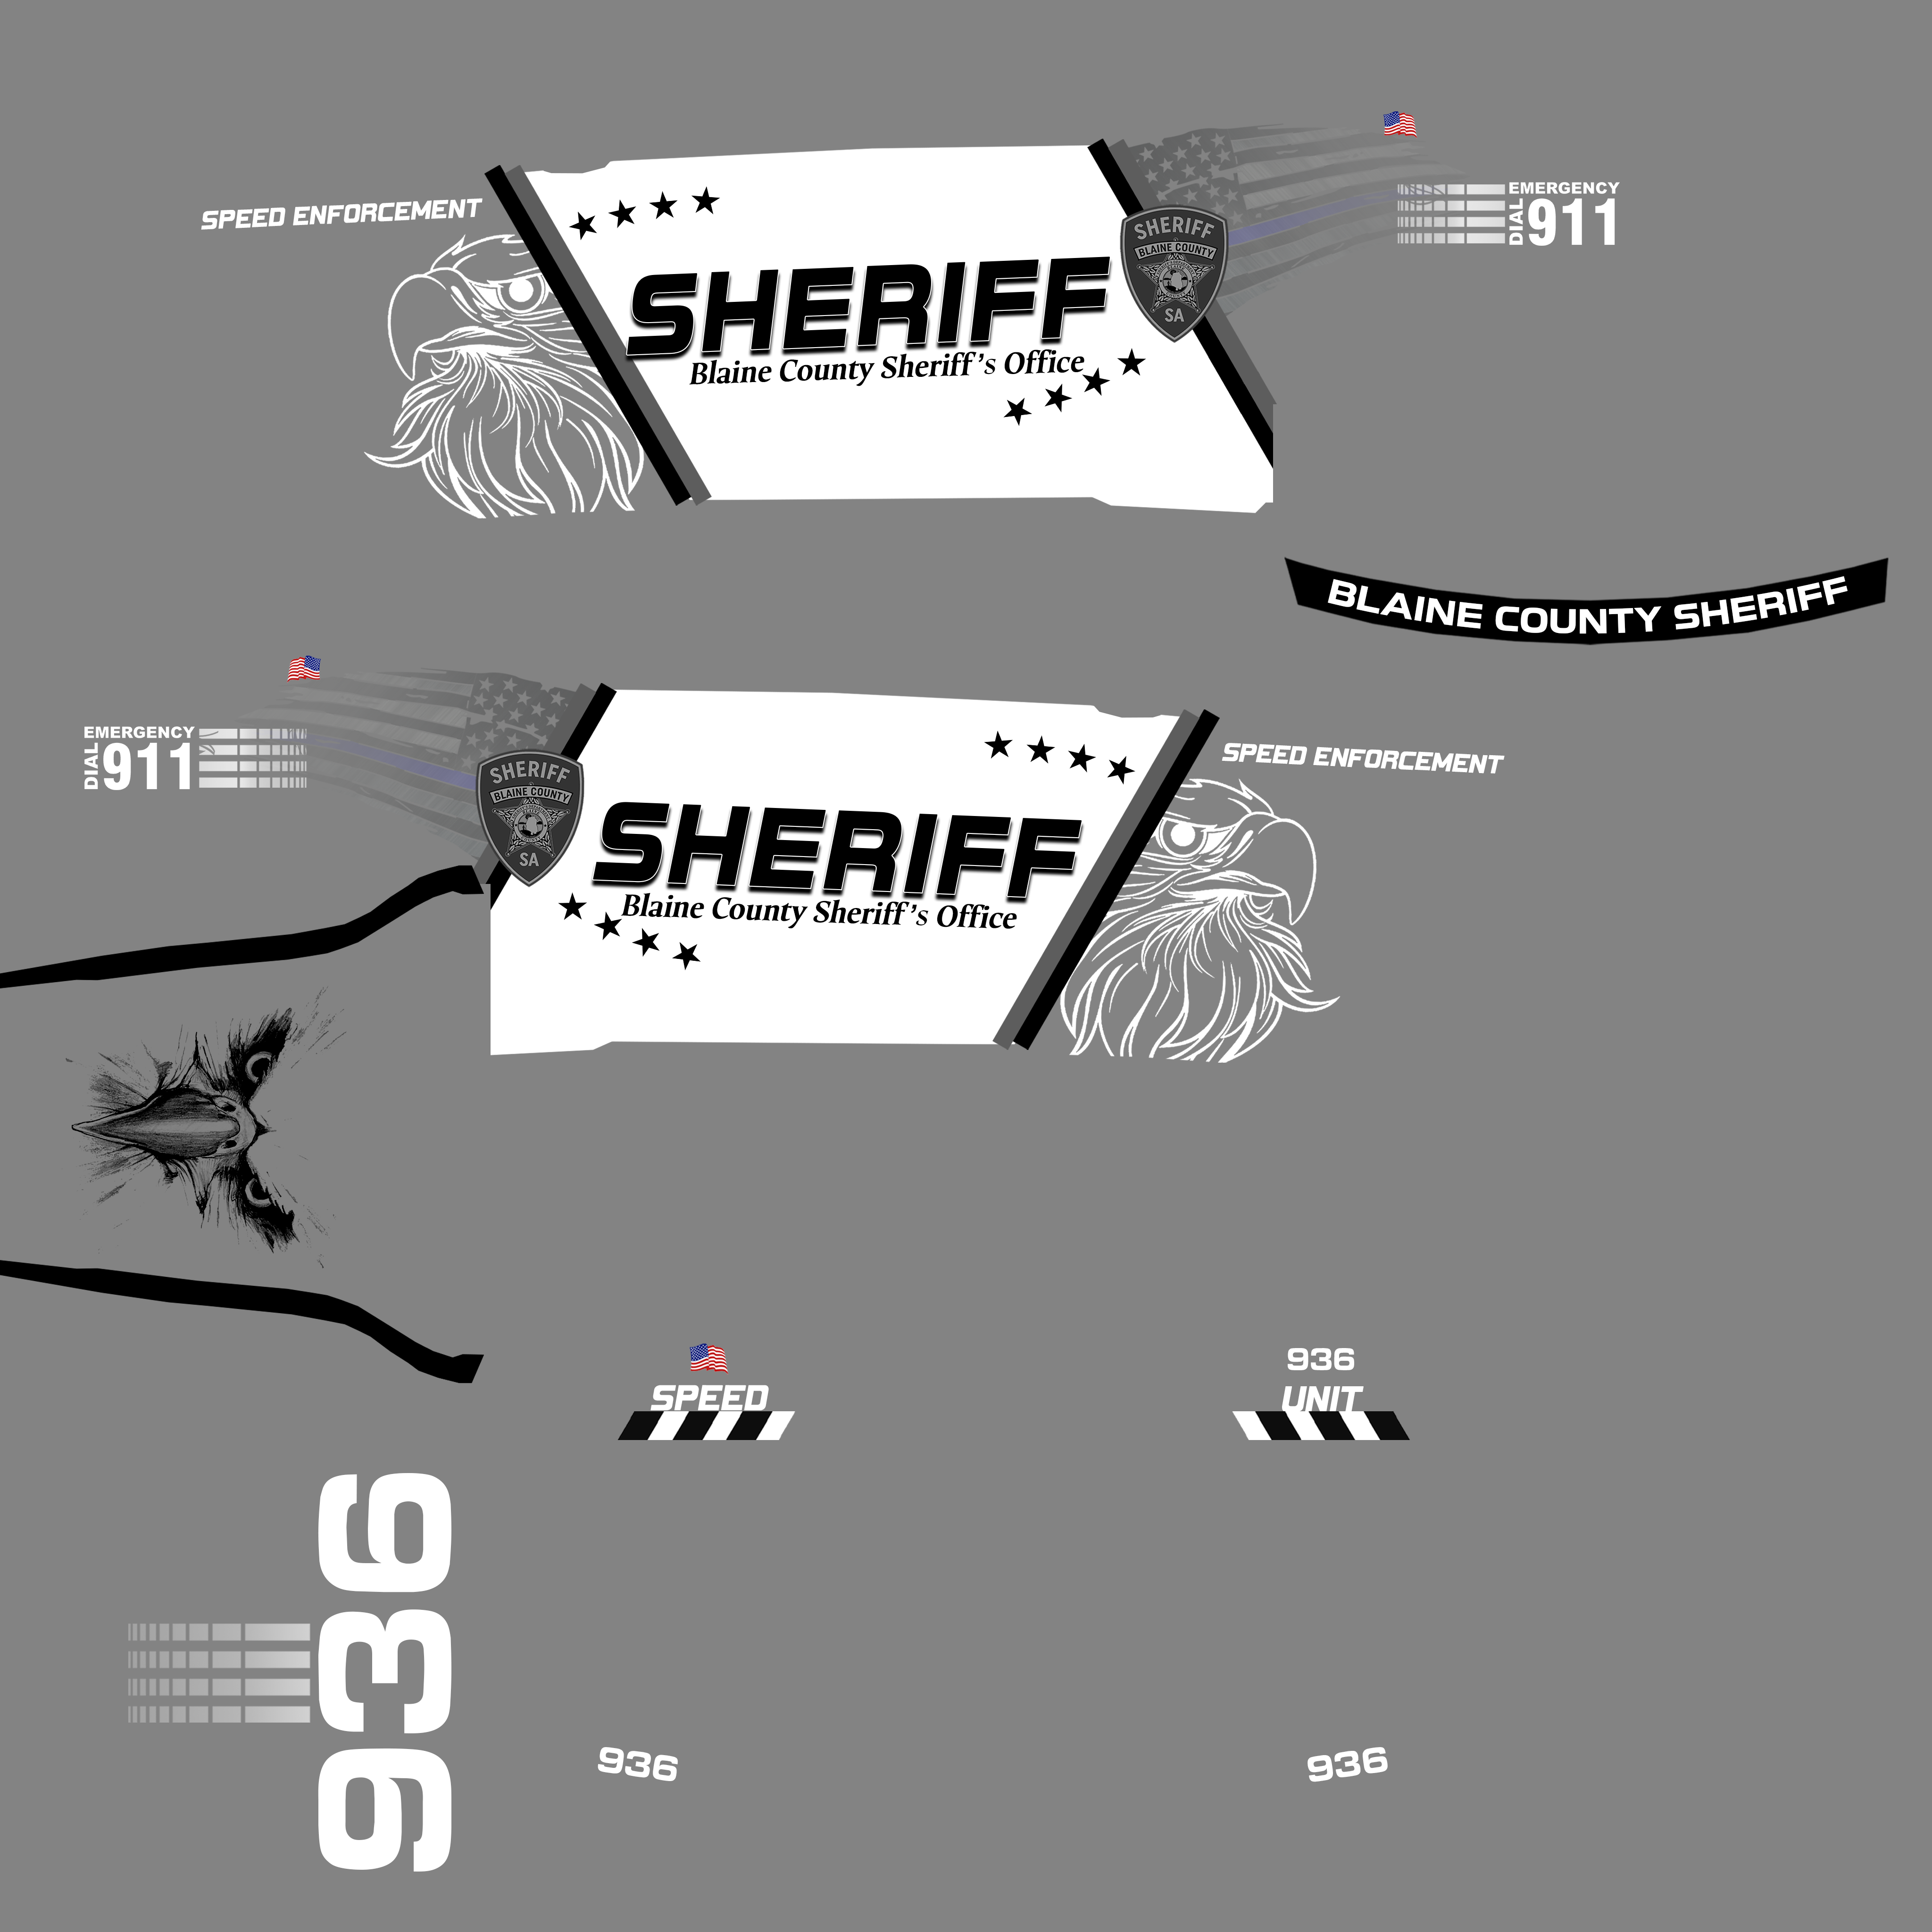 SPEED ENFORCEMENT
SHERIFF
Blaine County Sheriff's Office
SHERIFF
BLAINE COUNTY
SA
EMERGENCY
DIAL
911
BLAINE COUNTY SHERIFF
EMERGENCY
DIAL
911
SHERIFF
BLAINE COUNTY
SA
SHERIFF
Blaine County Sheriff's Office
SPEED ENFORCEMENT
SPEED
936
UNIT
936
936
936